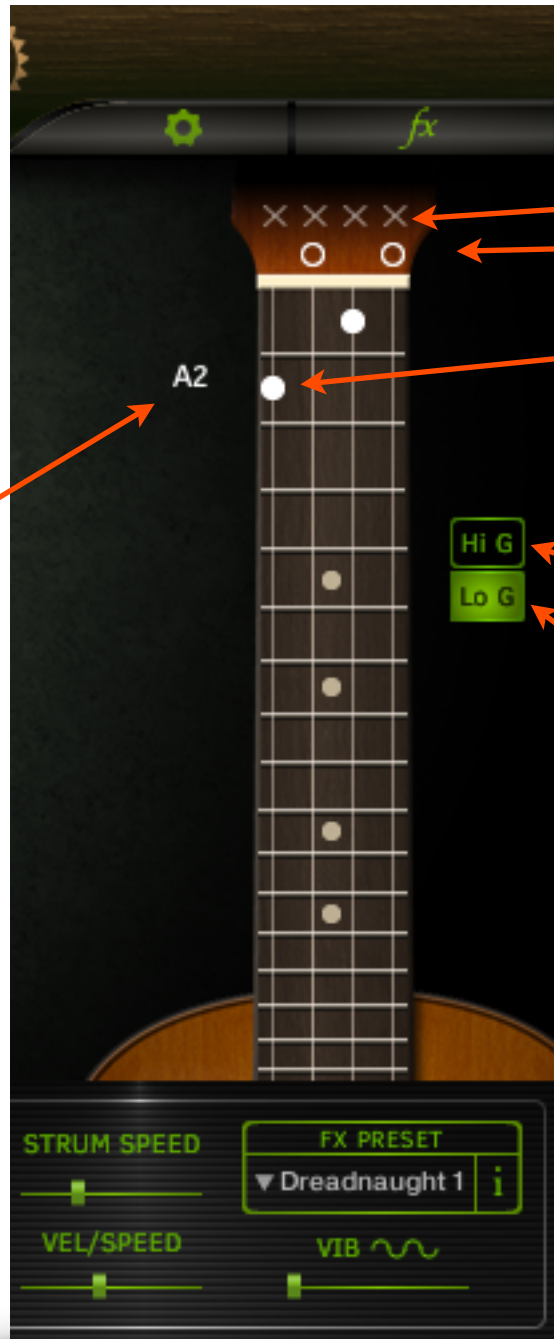 fx
× × × ×
A2
Hi G
Lo G
STRUM SPEED
FX PRESET
▼ Dreadnaught 1 i
VEL/SPEED
VIB